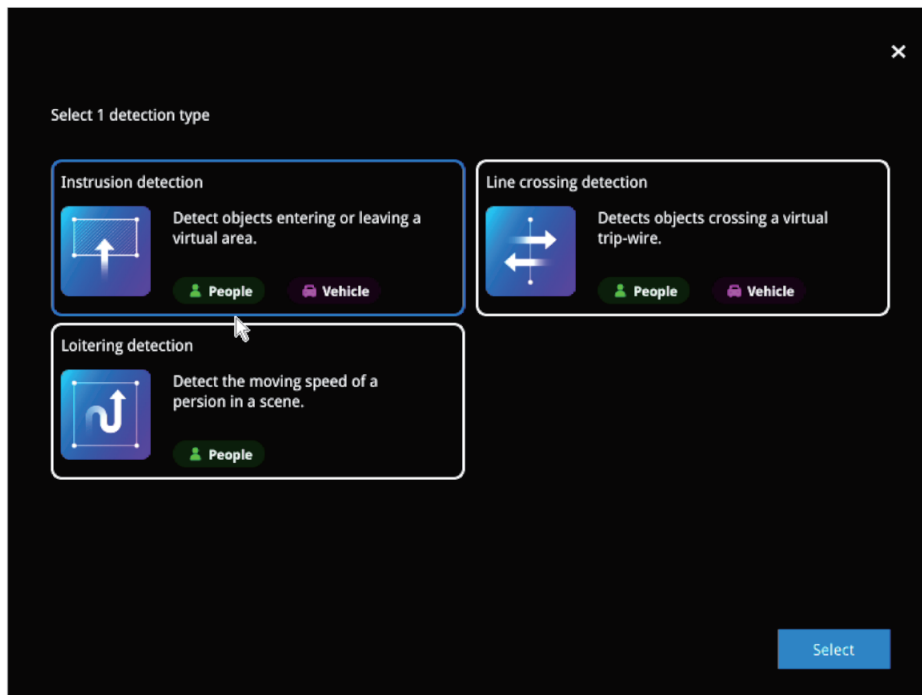 Select 1 detection type
Instrusion detection
Detect objects entering or leaving a
virtual area.
People Vehicle
Line crossing detection
Detects objects crossing a virtual
trip-wire.
People Vehicle
Loitering detection
Detect the moving speed of a
persion in a scene.
People
Select